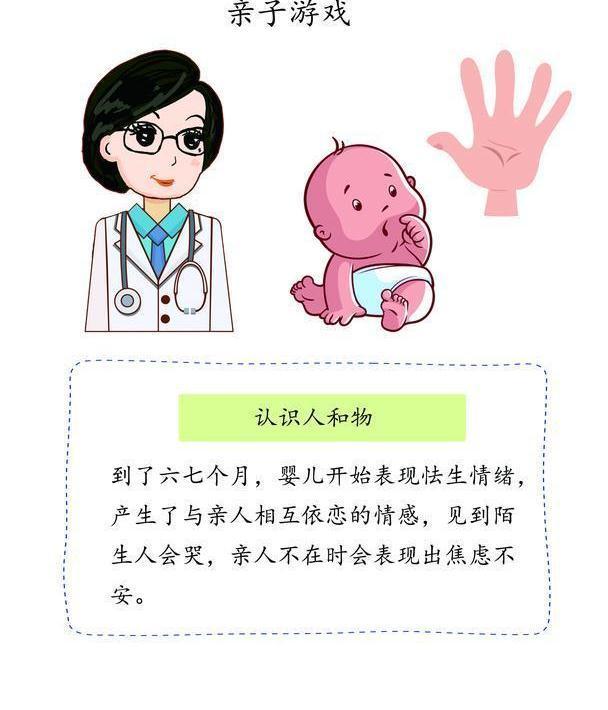 亲子游戏
认识人和物
到了六七个月，婴儿开始表现怯生情绪，
产生了与亲人相互依恋的情感，见到陌
生人会哭，亲人不在时会表现出焦虑不
安。